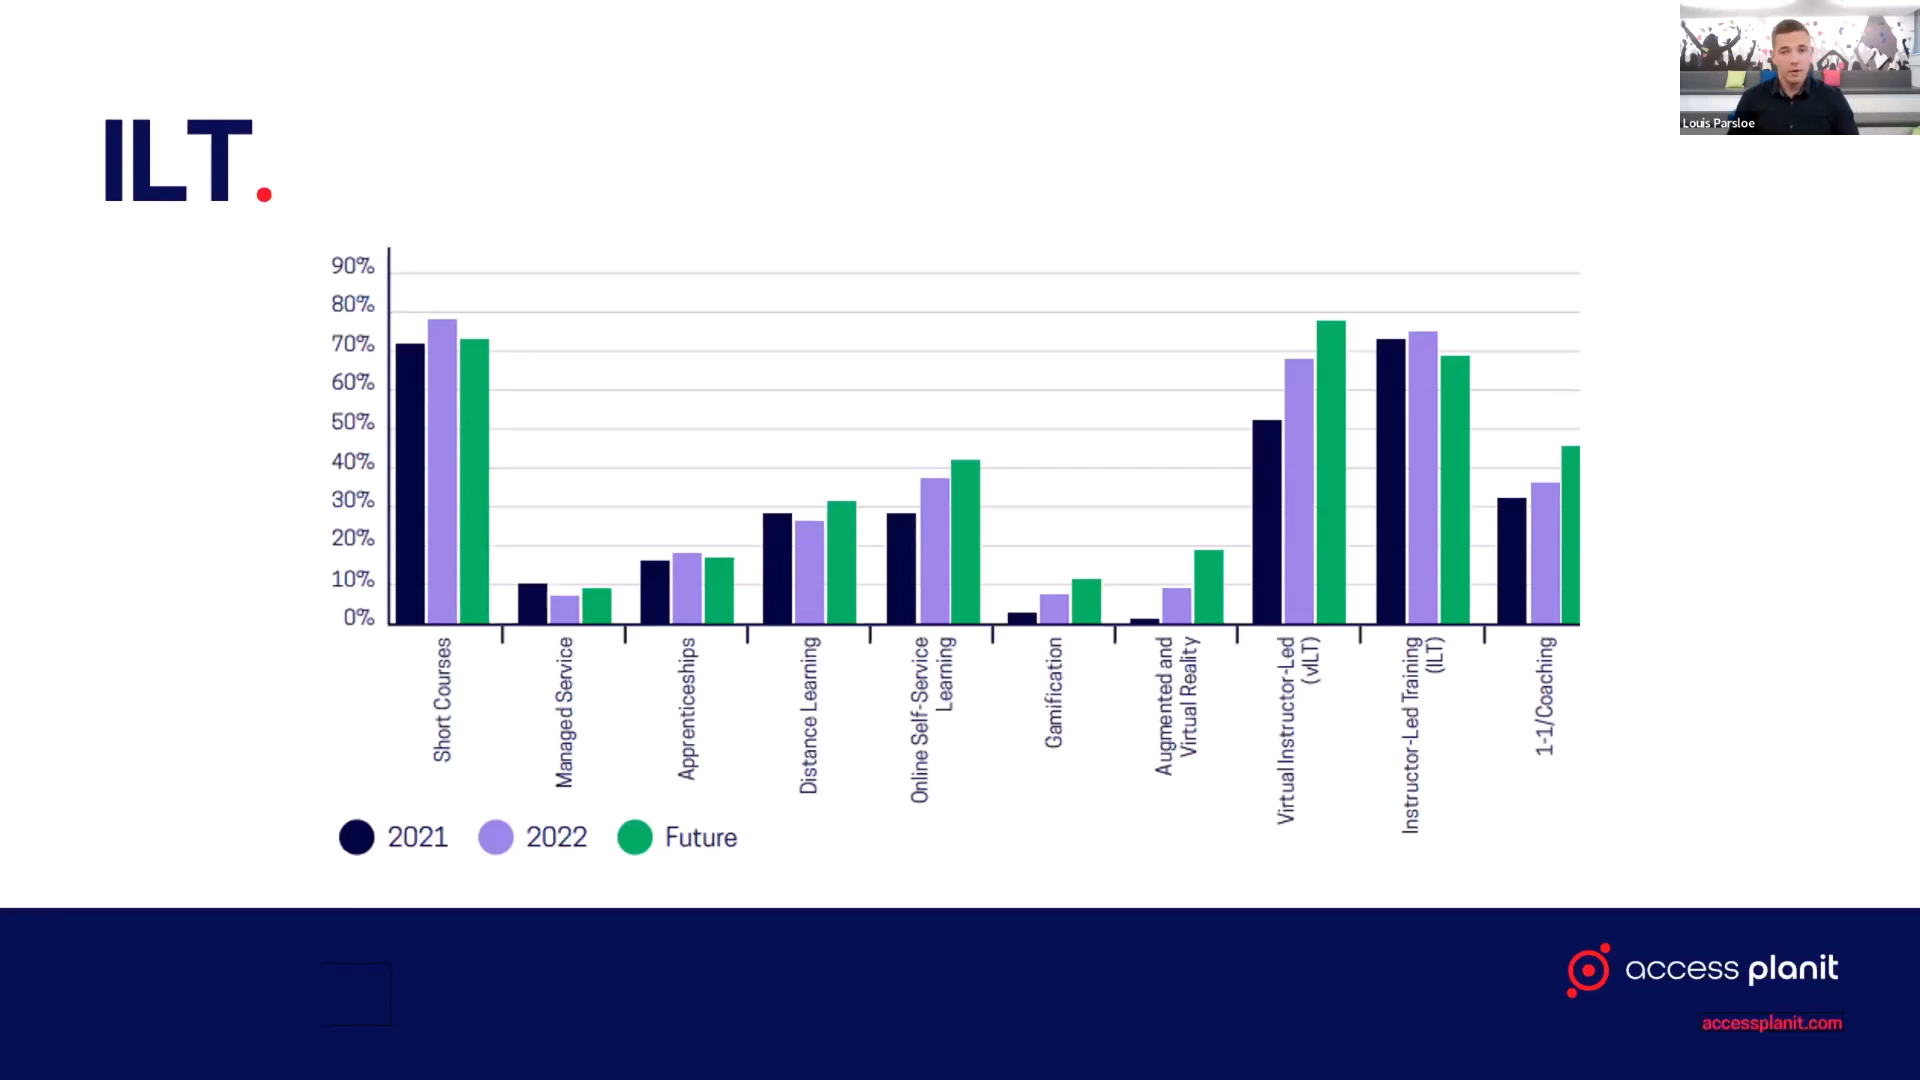 Louis Parsloe
ILT.
90%
80%
70%
60%
50%
40%
30%
20%
10%
0%
Short Courses
Managed Service
Apprenticeships
Distance Learning
Online Self-Service
Learning
Gamification
Augmented and
Virtual Reality
Virtual Instructor-Led
(vILT)
Instructor-Led Training
(ILT)
1-1/Coaching
2021
2022
Future
access planit
accessplanit.com